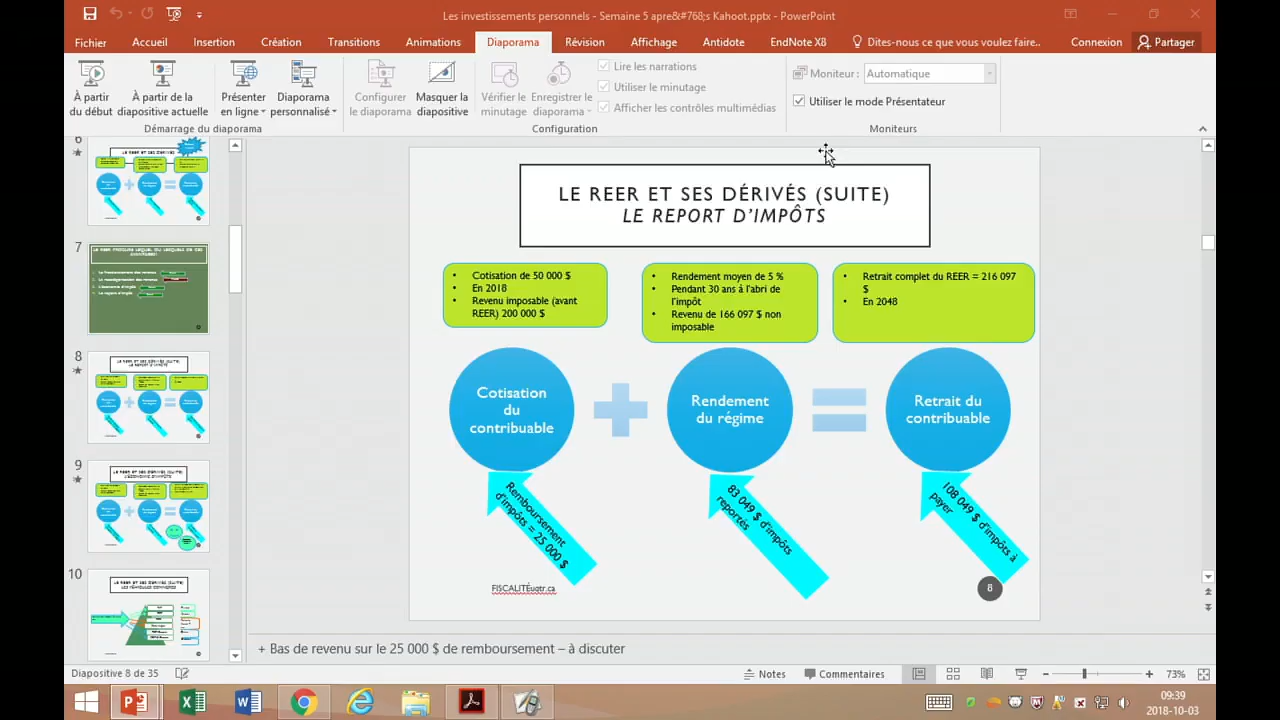 Les investissements personnels - Semaine 5 apre&#768;s Kahoot.pptx - PowerPoint
Fichier Accueil Insertion Création Transitions Animations Diaporama Révision Affichage Antidote EndNote X8 Dites-nous ce que vous voulez faire.. Connexion Partager
À partir du début
À partir de la diapositive actuelle
Présenter en ligne
Diaporama personnalisé
Configurer le diaporama
Masquer la diapositive
Vérifier le minutage
Enregistrer le diaporama
Lire les narrations
Utiliser le minutage
Afficher les contrôles multimédias
Moniteur : Automatique
Utiliser le mode Présentateur
Démarrage du diaporama Configuration Moniteurs
6
7
8
9
10
LE REER ET SES DÉRIVÉS (SUITE)
LE REPORT D'IMPÔTS
• Cotisation de 50 000 $
• En 2018
• Revenu imposable (avant
REER) 200 000 $
• Rendement moyen de 5 %
• Pendant 30 ans à l'abri de
l'impôt
• Revenu de 166 097 $ non
imposable
• Retrait complet du REER = 216 097
$
• En 2048
Cotisation
du
contribuable
Rendement
du régime
Retrait du
contribuable
Remboursement
d'impôts = 25 000 $
83 049 $ d'impôts
reportés
108 049 $ d'impôts à
payer
FISCALITÉuqtr.ca
8
+ Bas de revenu sur le 25 000 $ de remboursement – à discuter
Diapositive 8 de 35 Notes Commentaires 73%
09:39
2018-10-03